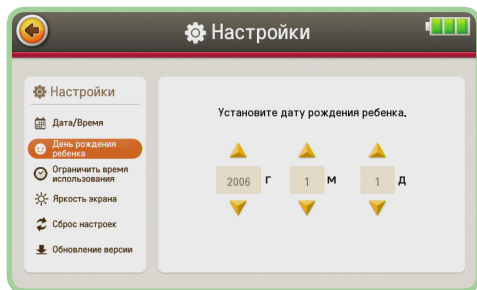 Настройки
Настройки
Дата/Время
День рождения
ребенка
Ограничить время
использования
Яркость экрана
Сброс настроек
Обновление версии
Установите дату рождения ребенка.
2006 Г 1 М 1 Д